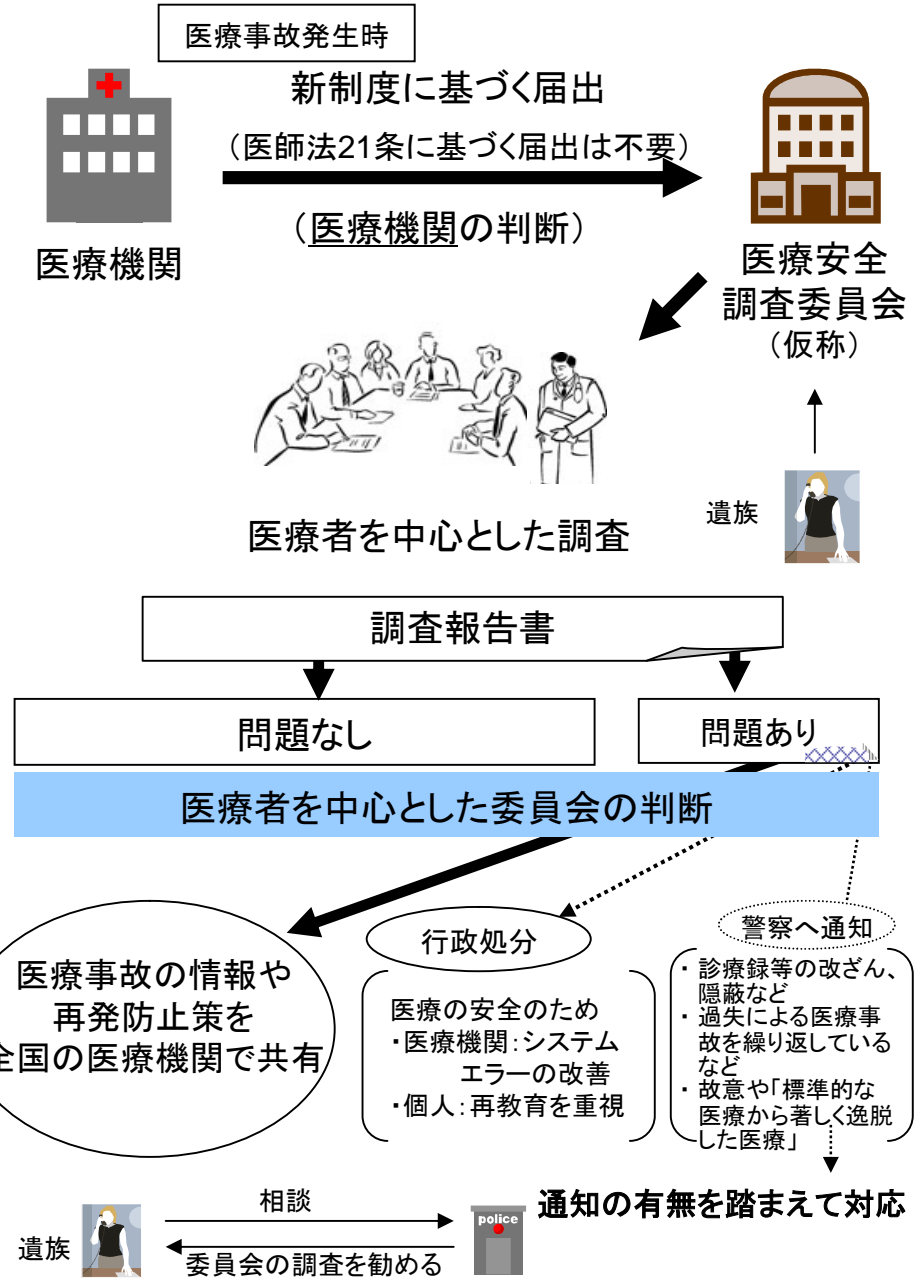 医療事故発生時
新制度に基づく届出
（医師法21条に基づく届出は不要）
（医療機関の判断）
医療機関
医療安全
調査委員会
（仮称）
遺族
医療者を中心とした調査
調査報告書
問題なし
問題あり
医療者を中心とした委員会の判断
医療事故の情報や
再発防止策を
全国の医療機関で共有
行政処分
医療の安全のため
・医療機関：システム
エラーの改善
・個人：再教育を重視
警察へ通知
・診療録等の改ざん、
隠蔽など
・過失による医療事
故を繰り返している
など
・故意や「標準的な
医療から著しく逸脱
した医療」
通知の有無を踏まえて対応
遺族
相談
委員会の調査を勧める
police